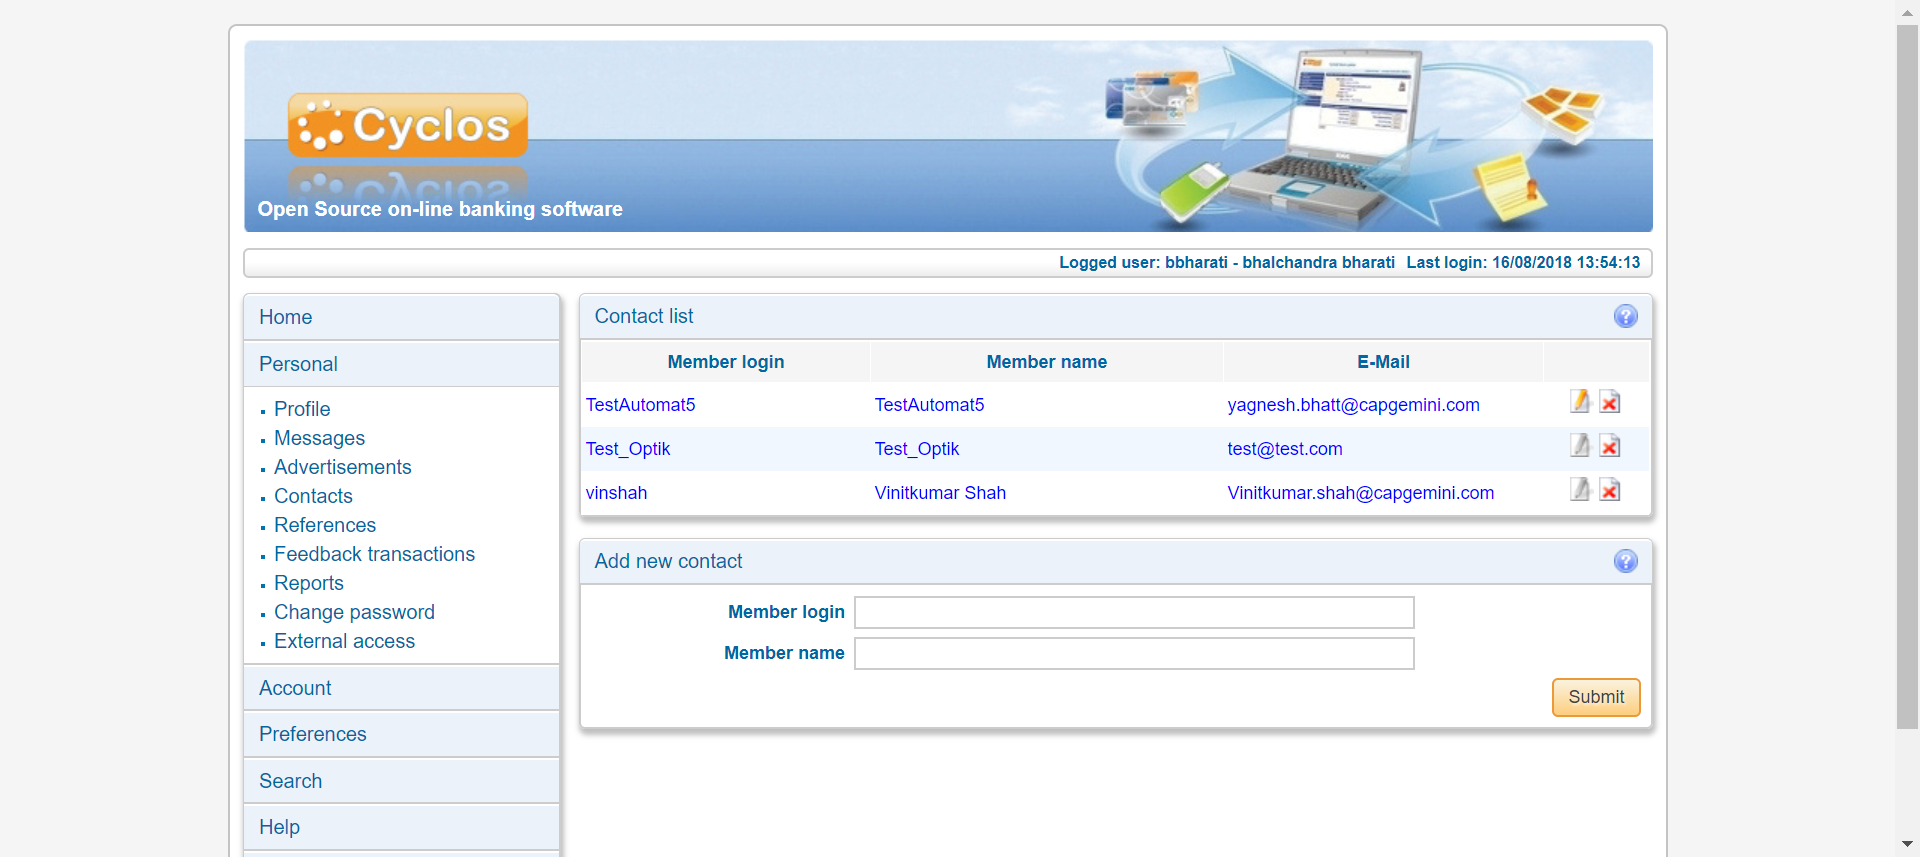 Cyclos
Open Source on-line banking software
Logged user: bbharati - bhalchandra bharati Last login: 16/08/2018 13:54:13
Home
Personal
Profile
Messages
Advertisements
Contacts
References
Feedback transactions
Reports
Change password
External access
Account
Preferences
Search
Help
Contact list
Member login Member name E-Mail
TestAutomat5 TestAutomat5 yagnesh.bhatt@capgemini.com
Test_Optik Test_Optik test@test.com
vinshah Vinitkumar Shah Vinitkumar.shah@capgemini.com
Add new contact
Member login
Member name
Submit